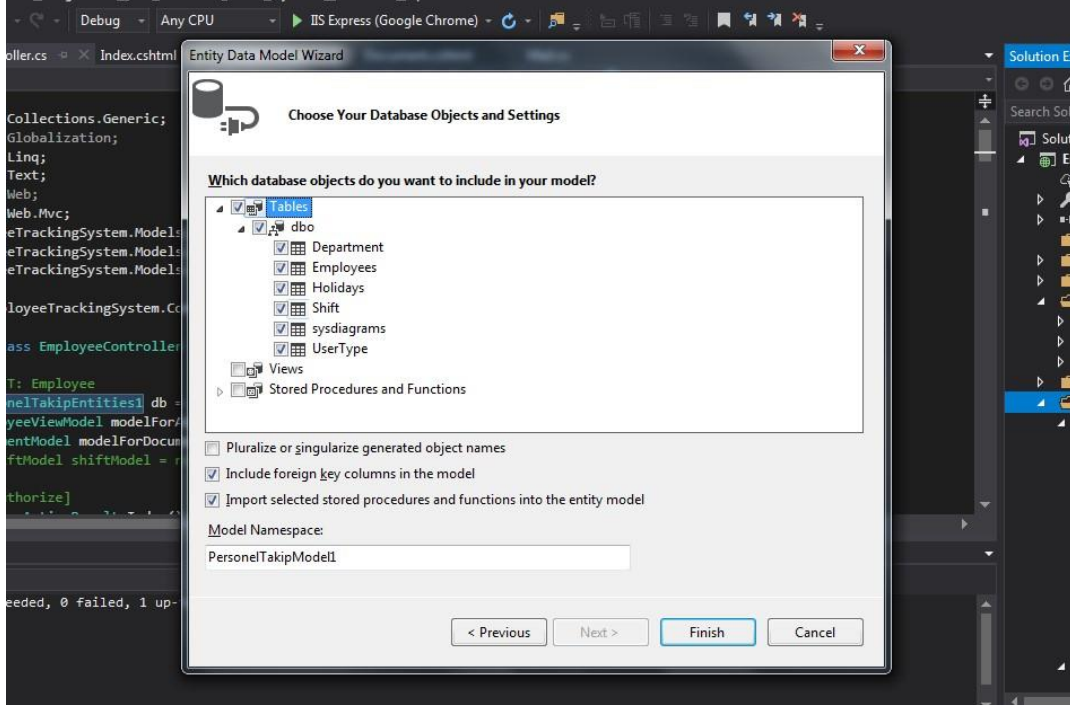 Debug Any CPU IIS Express (Google Chrome)
oller.cs Index.cshtml
Entity Data Model Wizard
Solution E
Choose Your Database Objects and Settings
Search Sol
Solut
E
Collections.Generic;
Globalization;
Linq;
Text;
Web;
Web.Mvc;
eTrackingSystem.Models
eTrackingSystem.Models
eTrackingSystem.Models
loyeeTrackingSystem.Co
ass EmployeeController
T: Employee
nelTakipEntities1 db =
yeeViewModel modelForA
entModel modelForDocum
ftModel shiftModel = n
thorize]
Which database objects do you want to include in your model?
Tables
dbo
Department
Employees
Holidays
Shift
sysdiagrams
UserType
Views
Stored Procedures and Functions
Pluralize or singularize generated object names
Include foreign key columns in the model
Import selected stored procedures and functions into the entity model
Model Namespace:
PersonelTakipModel1
eeded, 0 failed, 1 up-
< Previous Next > Finish Cancel